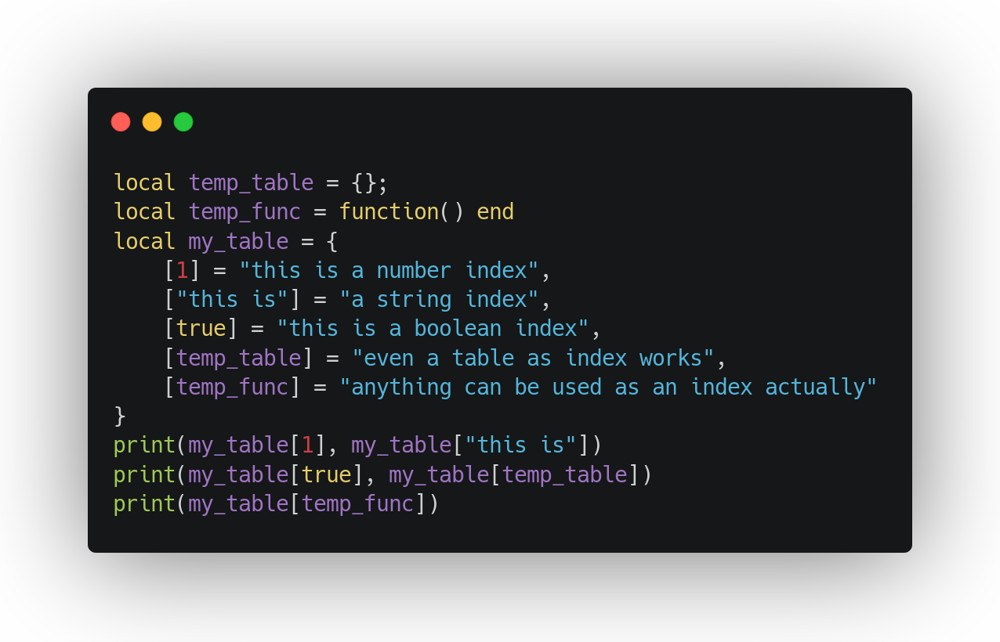 local temp_table = {};
local temp_func = function() end
local my_table = {
    [1] = "this is a number index",
    ["this is"] = "a string index",
    [true] = "this is a boolean index",
    [temp_table] = "even a table as index works",
    [temp_func] = "anything can be used as an index actually"
}
print(my_table[1], my_table["this is"])
print(my_table[true], my_table[temp_table])
print(my_table[temp_func])